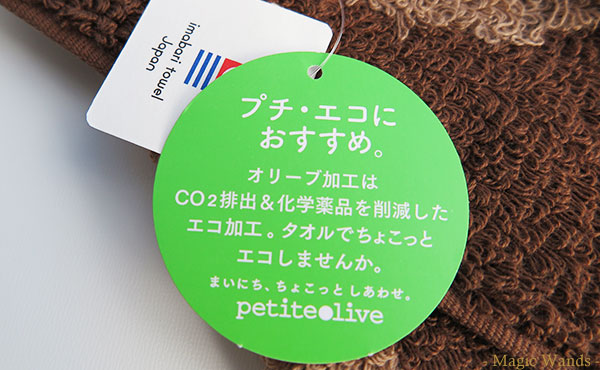 imabari towel
Japan
プチ・エコに
おすすめ。
オリーブ加工は
CO2排出&化学薬品を削減した
エコ加工。タオルでちょこっと
エコしませんか。
まいにち、ちょこっと しあわせ。
petite●live
Magic Wands